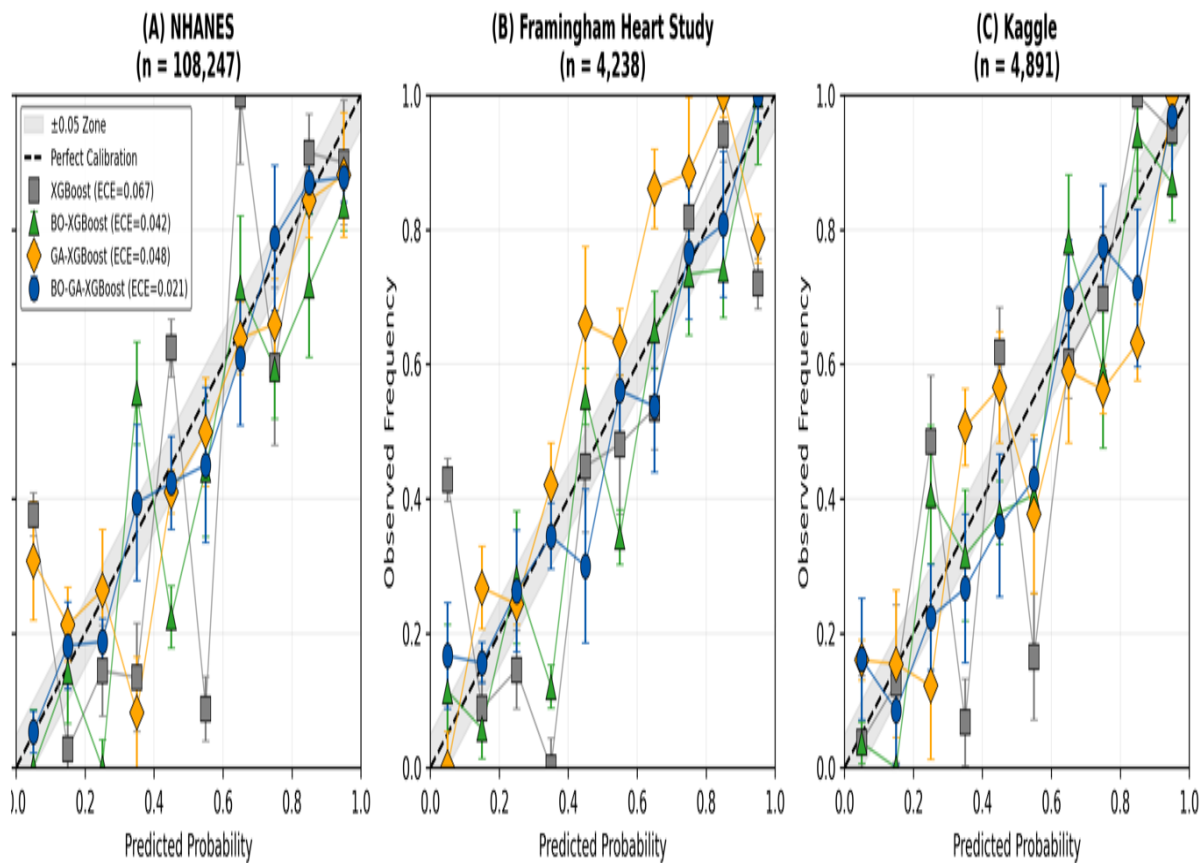 (A) NHANES
(n = 108,247)
±0.05 Zone
Perfect Calibration
XGBoost (ECE=0.067)
BO-XGBoost (ECE=0.042)
GA-XGBoost (ECE=0.048)
BO-GA-XGBoost (ECE=0.021)
).0 0.2 0.4 0.6 0.8 1.0
Predicted Probability
(B) Framingham Heart Study
(n = 4,238)
Observed Frequency
1.0
0.8
0.6
0.4
0.2
0.0
0.0 0.2 0.4 0.6 0.8 1.0
Predicted Probability
(C) Kaggle
(n = 4,891)
Observed Frequency
1.0
0.8
0.6
0.4
0.2
0.0
0.0 0.2 0.4 0.6 0.8 1.0
Predicted Probability